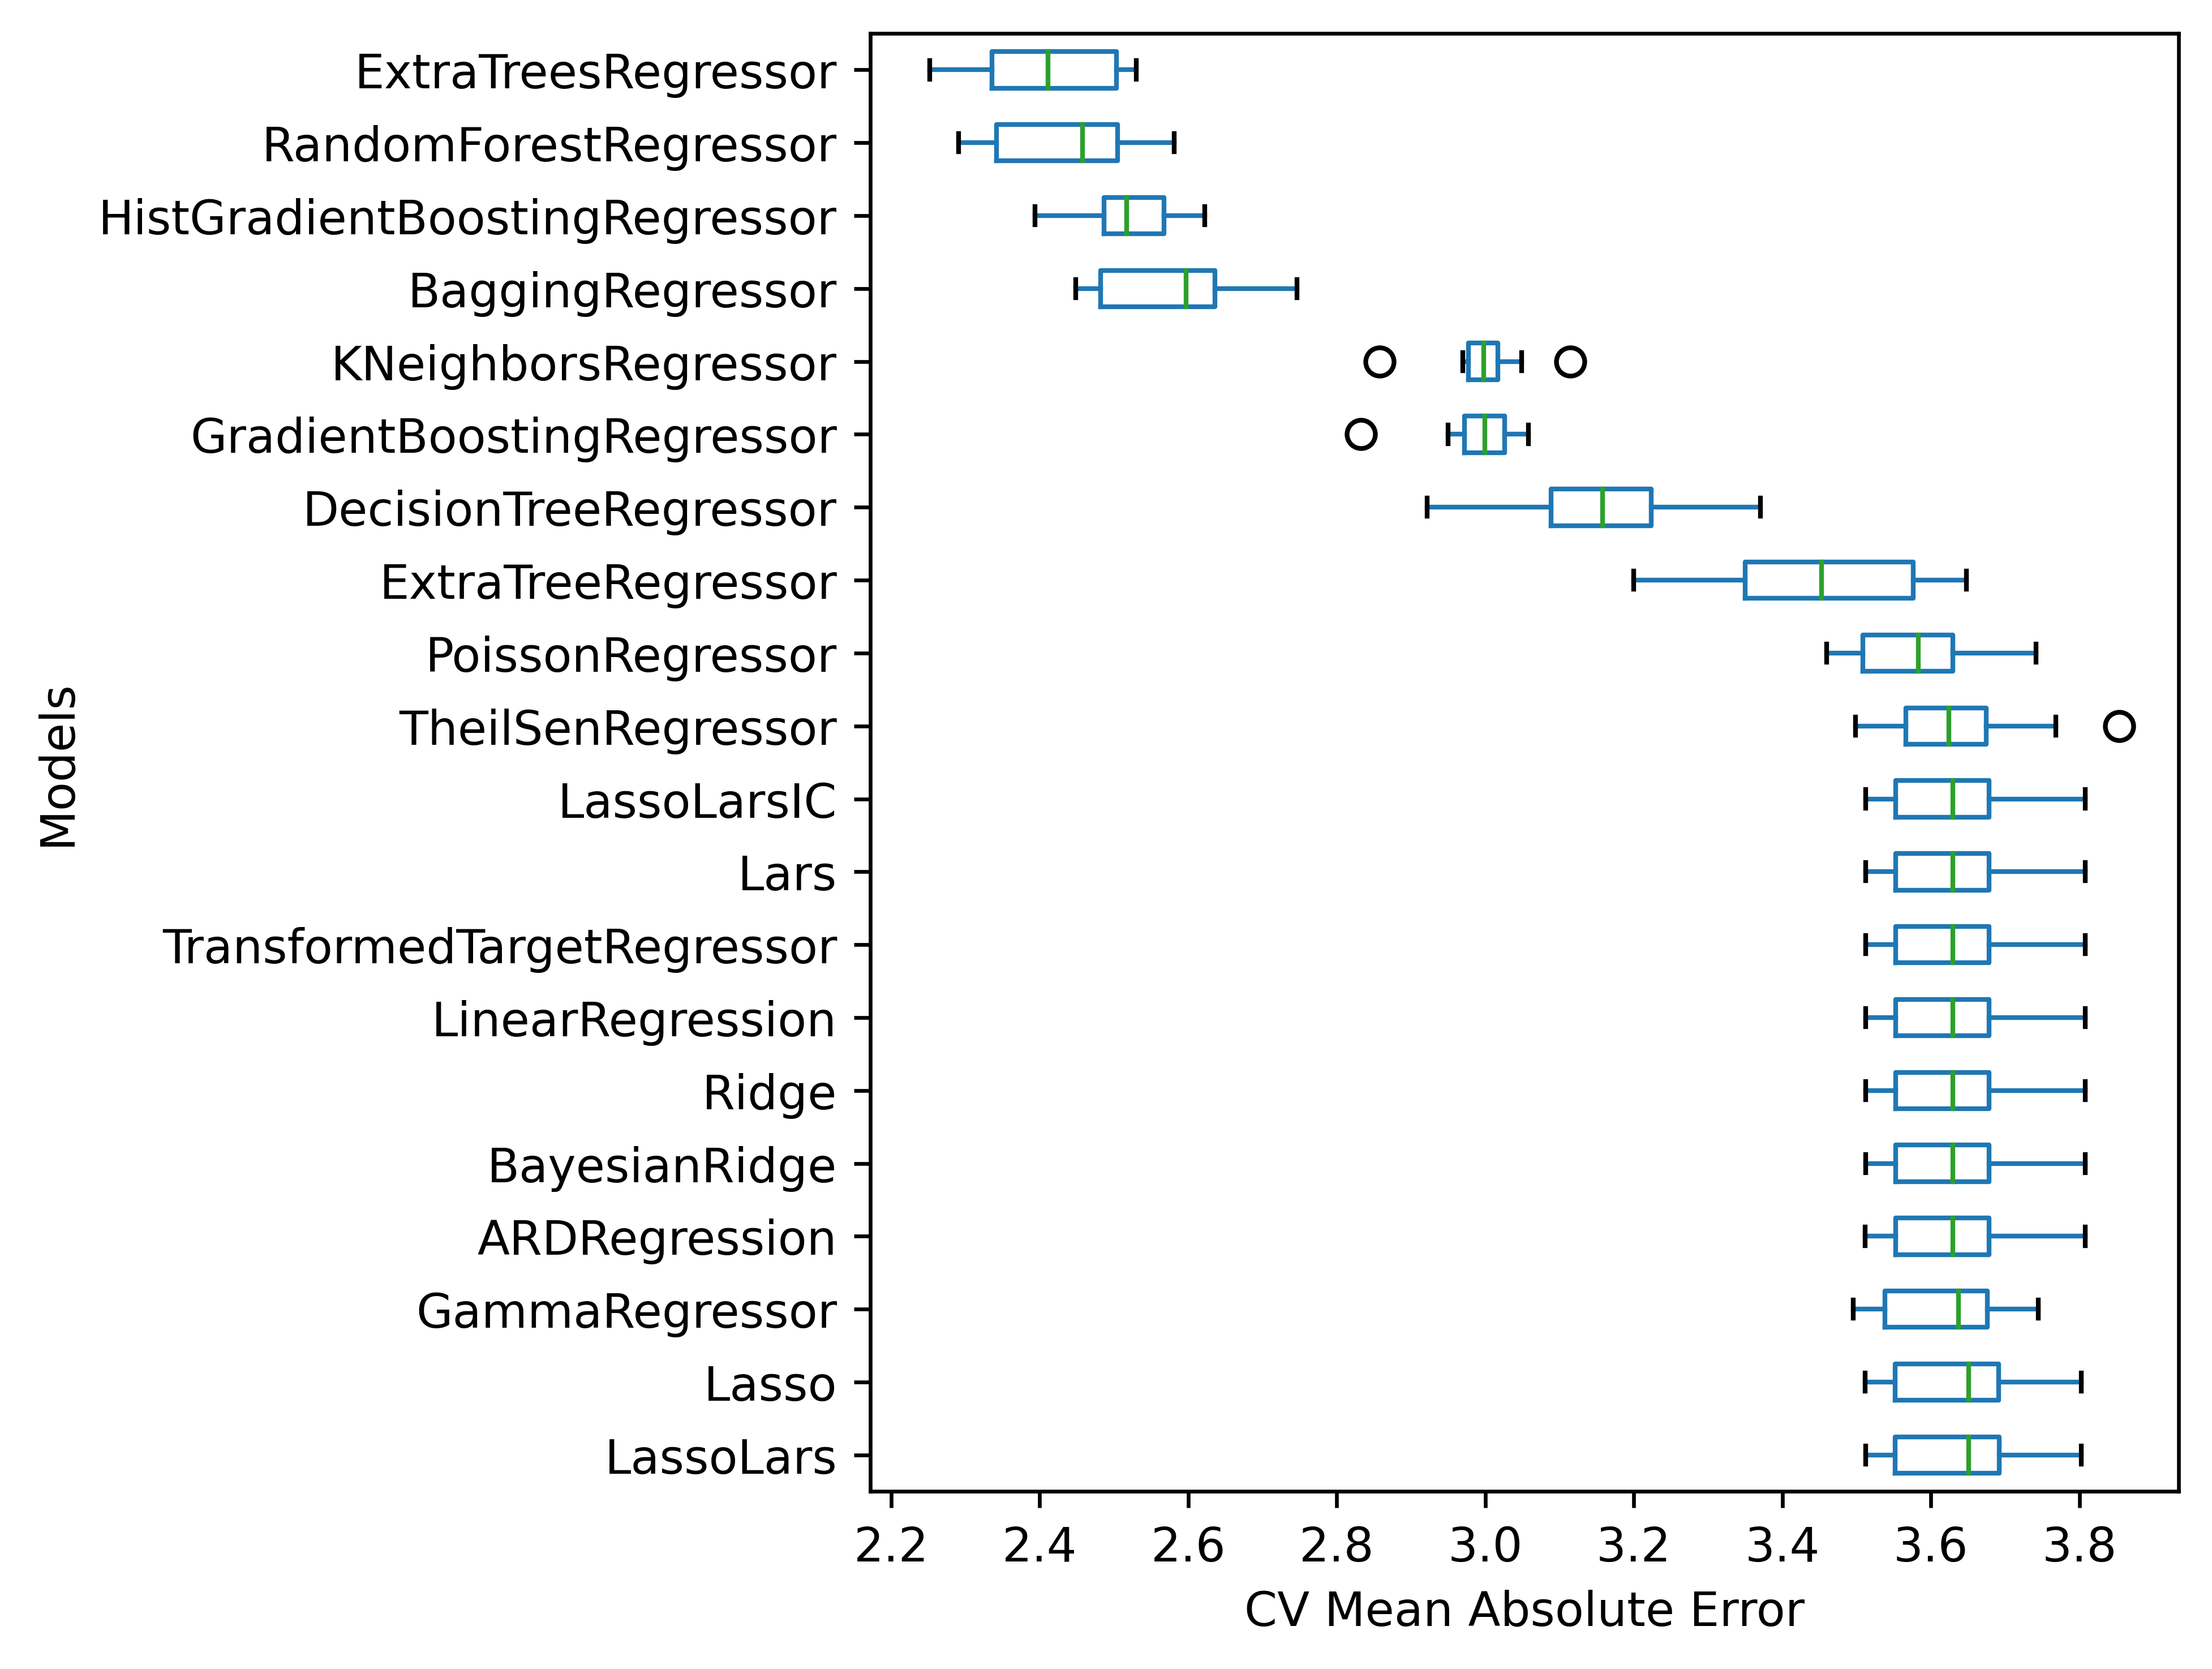 ExtraTreesRegressor
RandomForestRegressor
HistGradientBoostingRegressor
BaggingRegressor
KNeighborsRegressor
GradientBoostingRegressor
DecisionTreeRegressor
ExtraTreeRegressor
PoissonRegressor
TheilSenRegressor
LassoLarsIC
Lars
TransformedTargetRegressor
LinearRegression
Ridge
BayesianRidge
ARDRegression
GammaRegressor
Lasso
LassoLars
Models
2.2 2.4 2.6 2.8 3.0 3.2 3.4 3.6 3.8
CV Mean Absolute Error